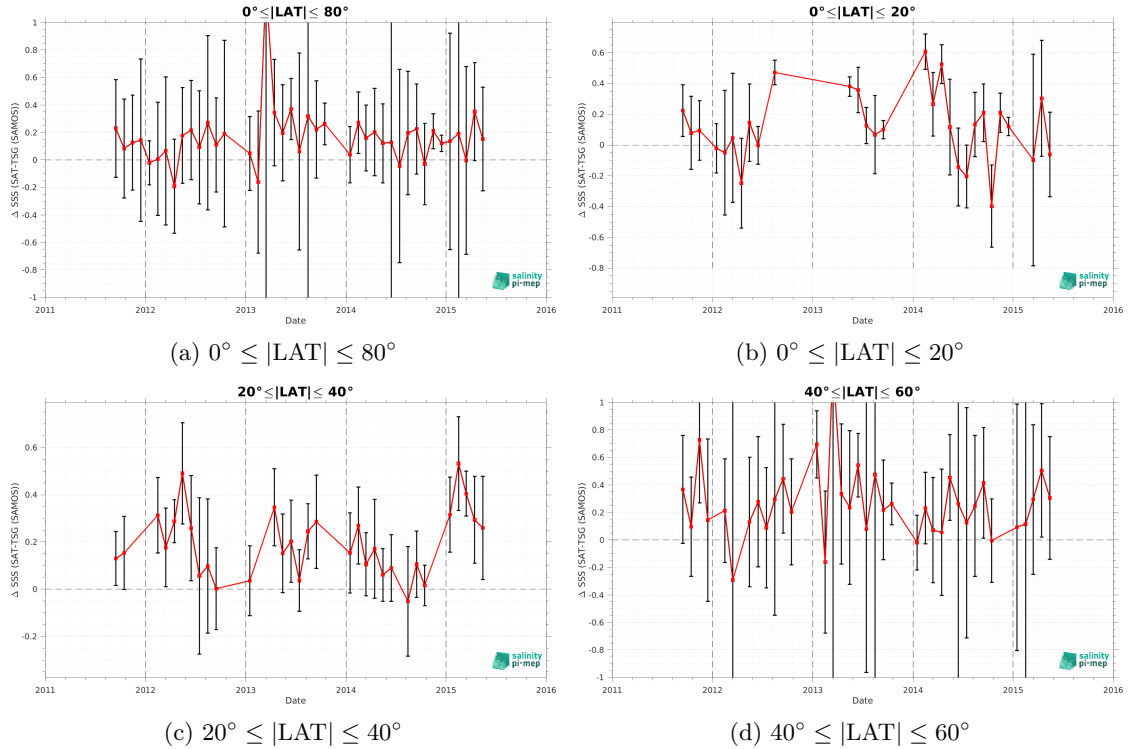 0°≤|LAT|≤ 80°
Δ SSS (SAT-TSG (SAMOS))
1
0.8
0.6
0.4
0.2
0
-0.2
-0.4
-0.6
-0.8
-1
2011 2012 2013 2014 2015 2016
Date
salinity
pi-mep
(a) 0° ≤ |LAT| ≤ 80°
0°≤|LAT|≤ 20°
Δ SSS (SAT-TSG (SAMOS))
0.6
0.4
0.2
0
-0.2
-0.4
-0.6
-0.8
2011 2012 2013 2014 2015 2016
Date
salinity
pi-mep
(b) 0° ≤ |LAT| ≤ 20°
20°≤|LAT|≤ 40°
Δ SSS (SAT-TSG (SAMOS))
0.6
0.4
0.2
0
-0.2
2011 2012 2013 2014 2015 2016
Date
salinity
pi-mep
(c) 20° ≤ |LAT| ≤ 40°
40°≤|LAT|≤ 60°
Δ SSS (SAT-TSG (SAMOS))
1
0.8
0.6
0.4
0.2
0
-0.2
-0.4
-0.6
-0.8
-1
2011 2012 2013 2014 2015 2016
Date
salinity
pi-mep
(d) 40° ≤ |LAT| ≤ 60°